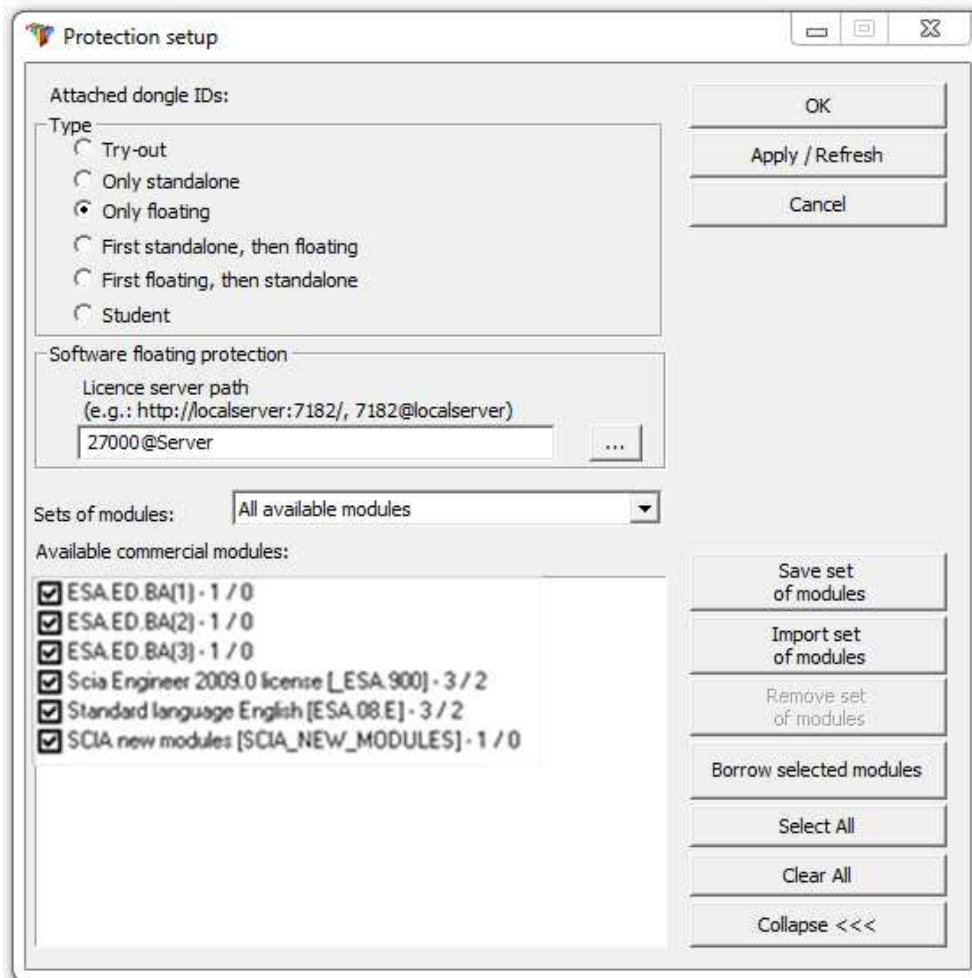 Protection setup
Attached dongle IDs:
Type
Try-out
Only standalone
Only floating
First standalone, then floating
First floating, then standalone
Student
OK
Apply / Refresh
Cancel
Software floating protection
Licence server path
(e.g.: http://localserver:7182/, 7182@localserver)
27000@Server
...
Sets of modules:
All available modules
Available commercial modules:
ESA.ED.BA(1) - 1 / 0
ESA.ED.BA(2) - 1 / 0
ESA.ED.BA(3) - 1 / 0
Scia Engineer 2009.0 license [_ESA.900] - 3 / 2
Standard language English [ESA.08.E] - 3 / 2
SCIA new modules [SCIA_NEW_MODULES] - 1 / 0
Save set
of modules
Import set
of modules
Remove set
of modules
Borrow selected modules
Select All
Clear All
Collapse <<<